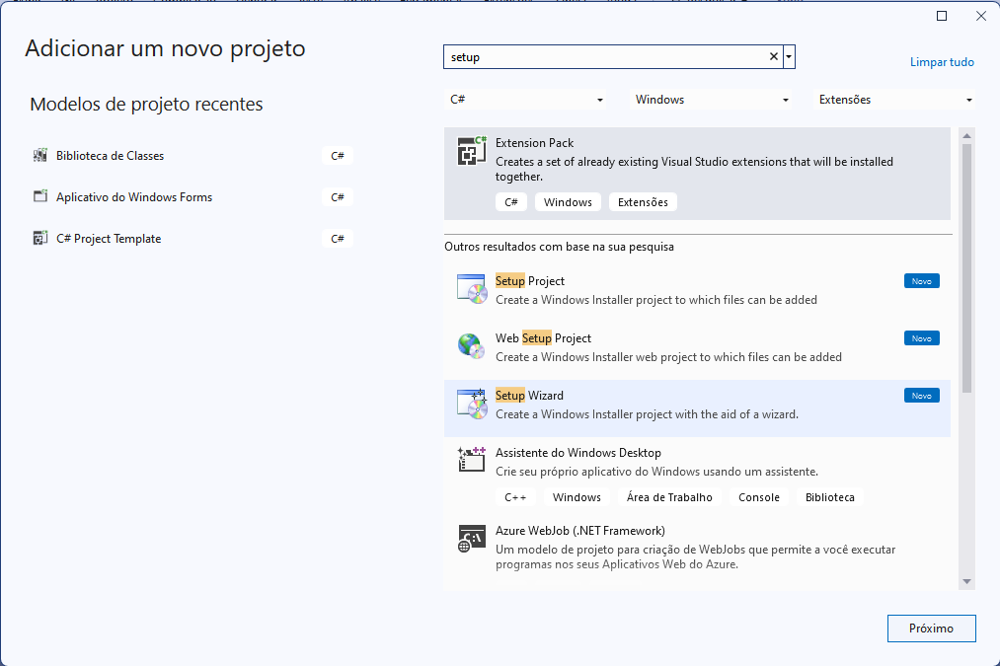 Adicionar um novo projeto
setup
Limpar tudo
Modelos de projeto recentes
C#
Windows
Extensões
Biblioteca de Classes
C#
Aplicativo do Windows Forms
C#
C# Project Template
C#
Extension Pack
Creates a set of already existing Visual Studio extensions that will be installed
together.
C#
Windows
Extensões
Outros resultados com base na sua pesquisa
Setup Project
Novo
Create a Windows Installer project to which files can be added
Web Setup Project
Novo
Create a Windows Installer web project to which files can be added
Setup Wizard
Novo
Create a Windows Installer project with the aid of a wizard.
Assistente do Windows Desktop
Crie seu próprio aplicativo do Windows usando um assistente.
C++
Windows
Área de Trabalho
Console
Biblioteca
Azure WebJob (.NET Framework)
Um modelo de projeto para criação de WebJobs que permite a você executar
programas nos seus Aplicativos Web do Azure.
Próximo